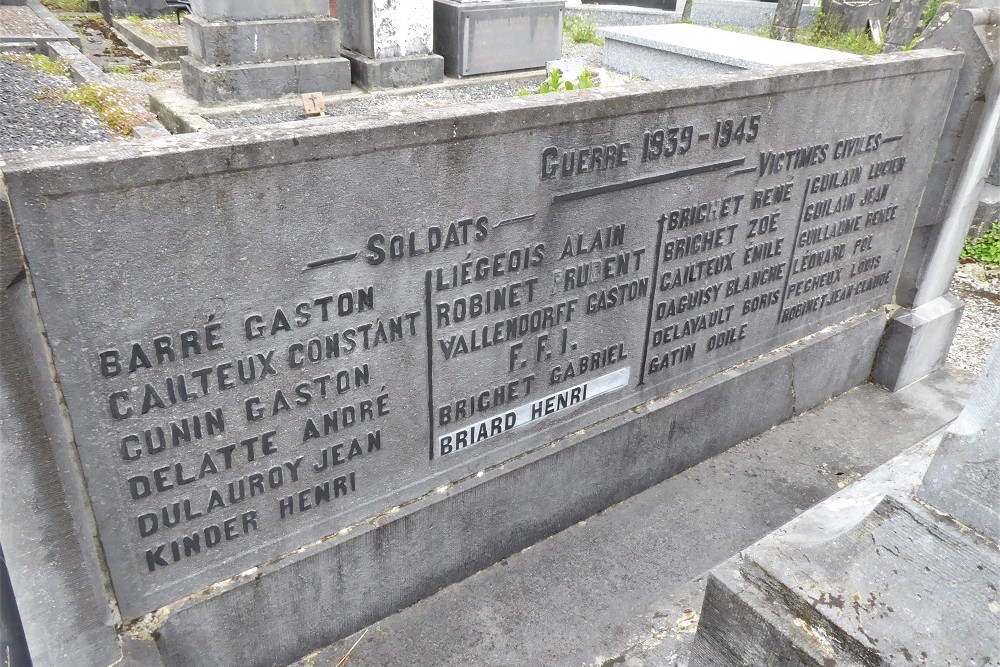 GUERRE 1939-1945
SOLDATS
BARRÉ GASTON
CAILTEUX CONSTANT
CUNIN GASTON
DELATTE ANDRÉ
DULAUROY JEAN
KINDER HENRI
LIÉGEOIS ALAIN
ROBINET PRUDENT
VALLENDORFF GASTON
F.F.I.
BRICHET GABRIEL
BRIARD HENRI
VICTIMES CIVILES
BRICHET RENÉ
BRICHET ZOÉ
CAILTEUX ÉMILE
DAGUISY BLANCHE
DELAVAULT BORIS
GATIN ODILE
GUILAIN LUCIEN
GUILAIN JEAN
GUILLAUME RENÉE
LÉONARD POL
PECHEUX LOUIS
ROBINET JEAN-CLAUDE